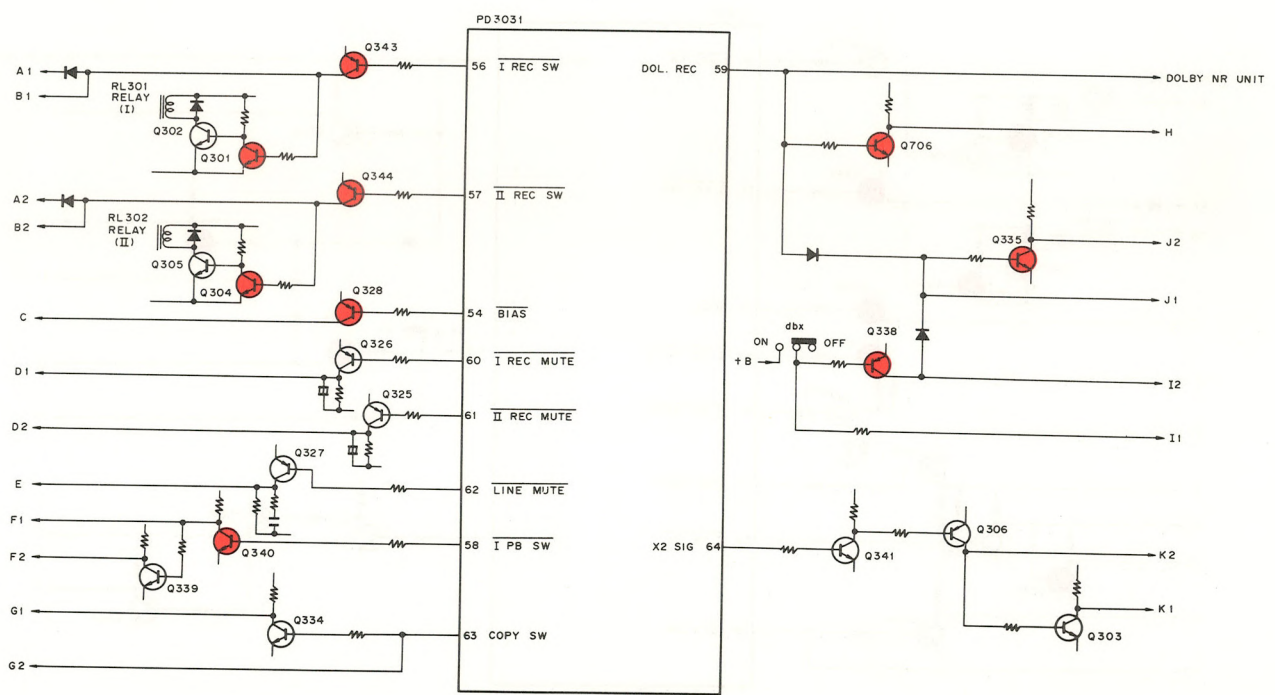 PD3031
Q343
56 I REC SW
A1
B1
RL301
RELAY
(I)
Q302
Q301
Q344
57 II REC SW
A2
B2
RL302
RELAY
(II)
Q305
Q304
Q328
54 BIAS
C
Q326
60 I REC MUTE
D1
Q325
61 II REC MUTE
D2
Q327
E
62 LINE MUTE
F1
Q340
58 I PB SW
F2
Q339
G1
Q334
63 COPY SW
G2
DOL. REC 59
DOLBY NR UNIT
H
Q706
Q335
J2
J1
dbx
ON
OFF
+B
Q338
I2
I1
X2 SIG 64
Q341
Q306
K2
K1
Q303